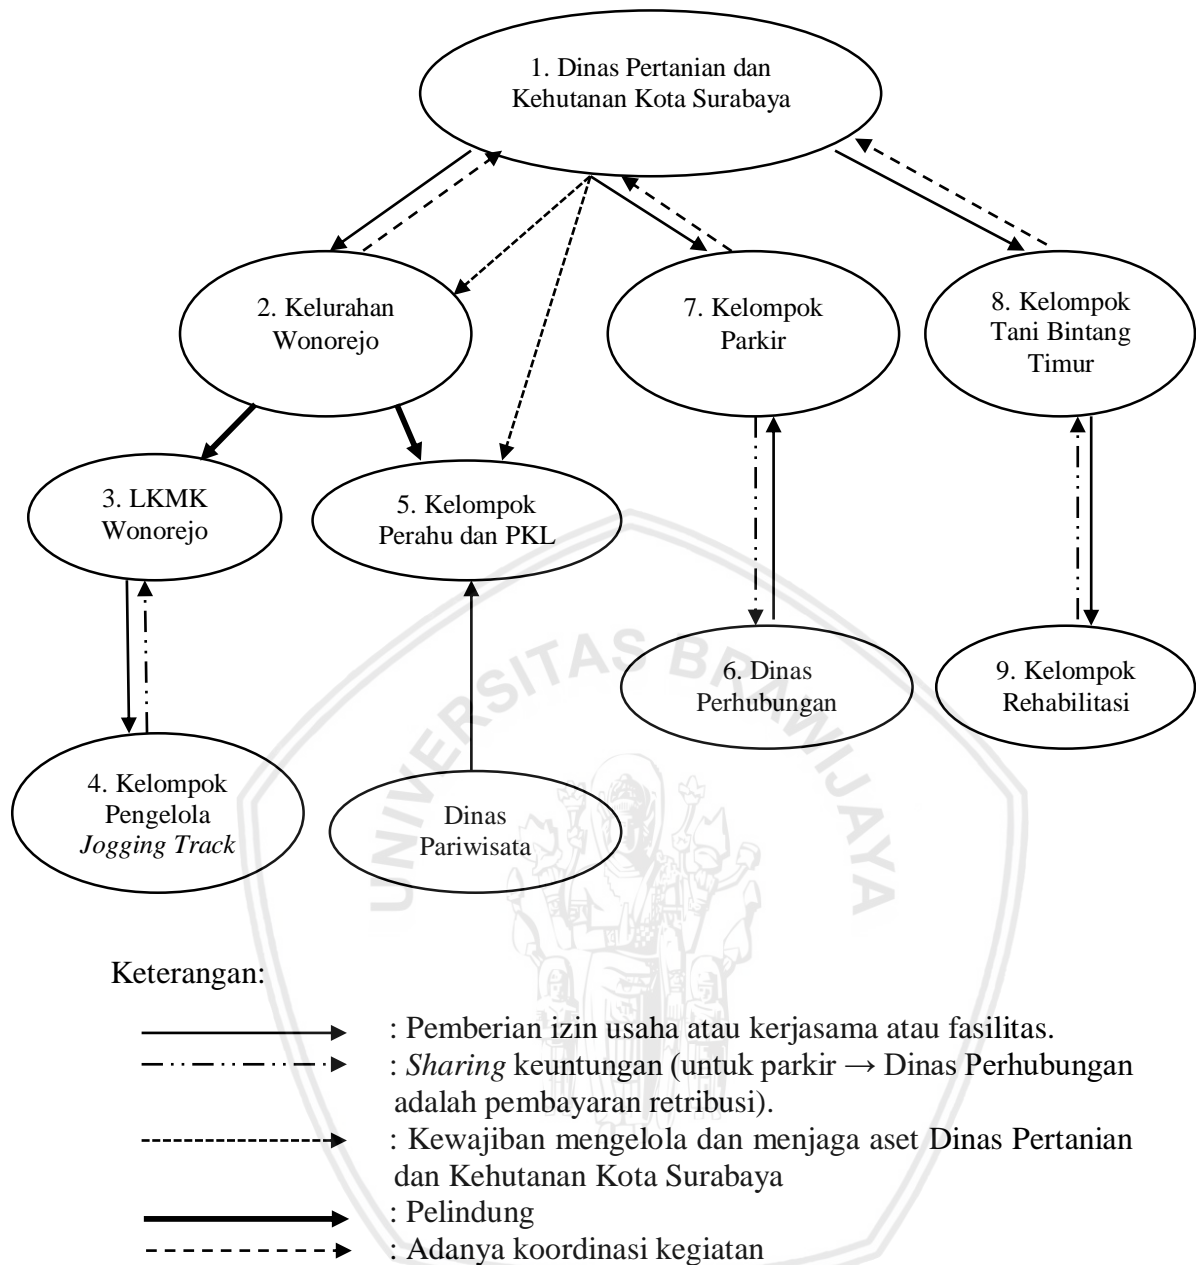 1. Dinas Pertanian dan
Kehutanan Kota Surabaya
2. Kelurahan
Wonorejo
7. Kelompok
Parkir
8. Kelompok
Tani Bintang
Timur
3. LKMK
Wonorejo
5. Kelompok
Perahu dan PKL
6. Dinas
Perhubungan
9. Kelompok
Rehabilitasi
4. Kelompok
Pengelola
Jogging Track
Dinas
Pariwisata
UNIVERSITAS BRAWIJAYA
Keterangan:
: Pemberian izin usaha atau kerjasama atau fasilitas.
: Sharing keuntungan (untuk parkir → Dinas Perhubungan
adalah pembayaran retribusi).
: Kewajiban mengelola dan menjaga aset Dinas Pertanian
dan Kehutanan Kota Surabaya
: Pelindung
: Adanya koordinasi kegiatan